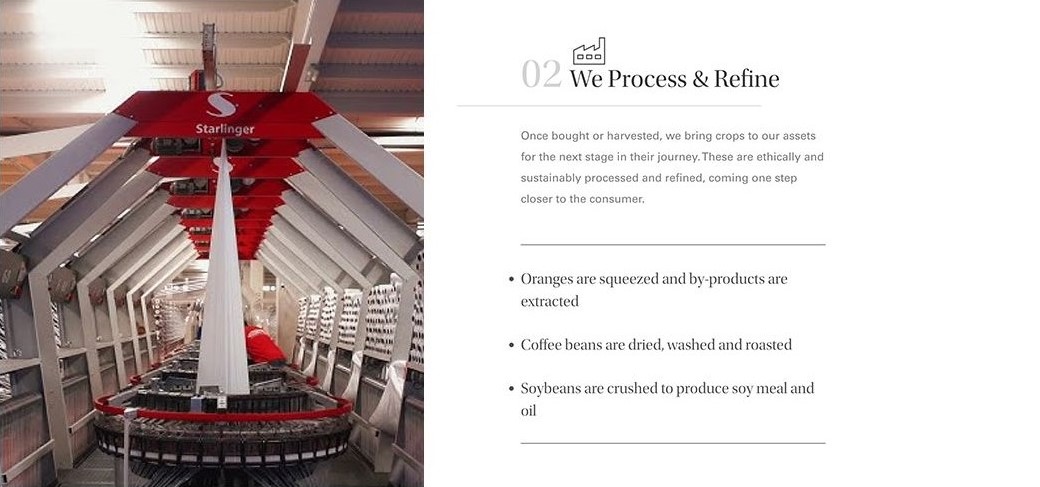 Starlinger
02 We Process & Refine
Once bought or harvested, we bring crops to our assets
for the next stage in their journey. These are ethically and
sustainably processed and refined, coming one step
closer to the consumer.
• Oranges are squeezed and by-products are
extracted
• Coffee beans are dried, washed and roasted
• Soybeans are crushed to produce soy meal and
oil